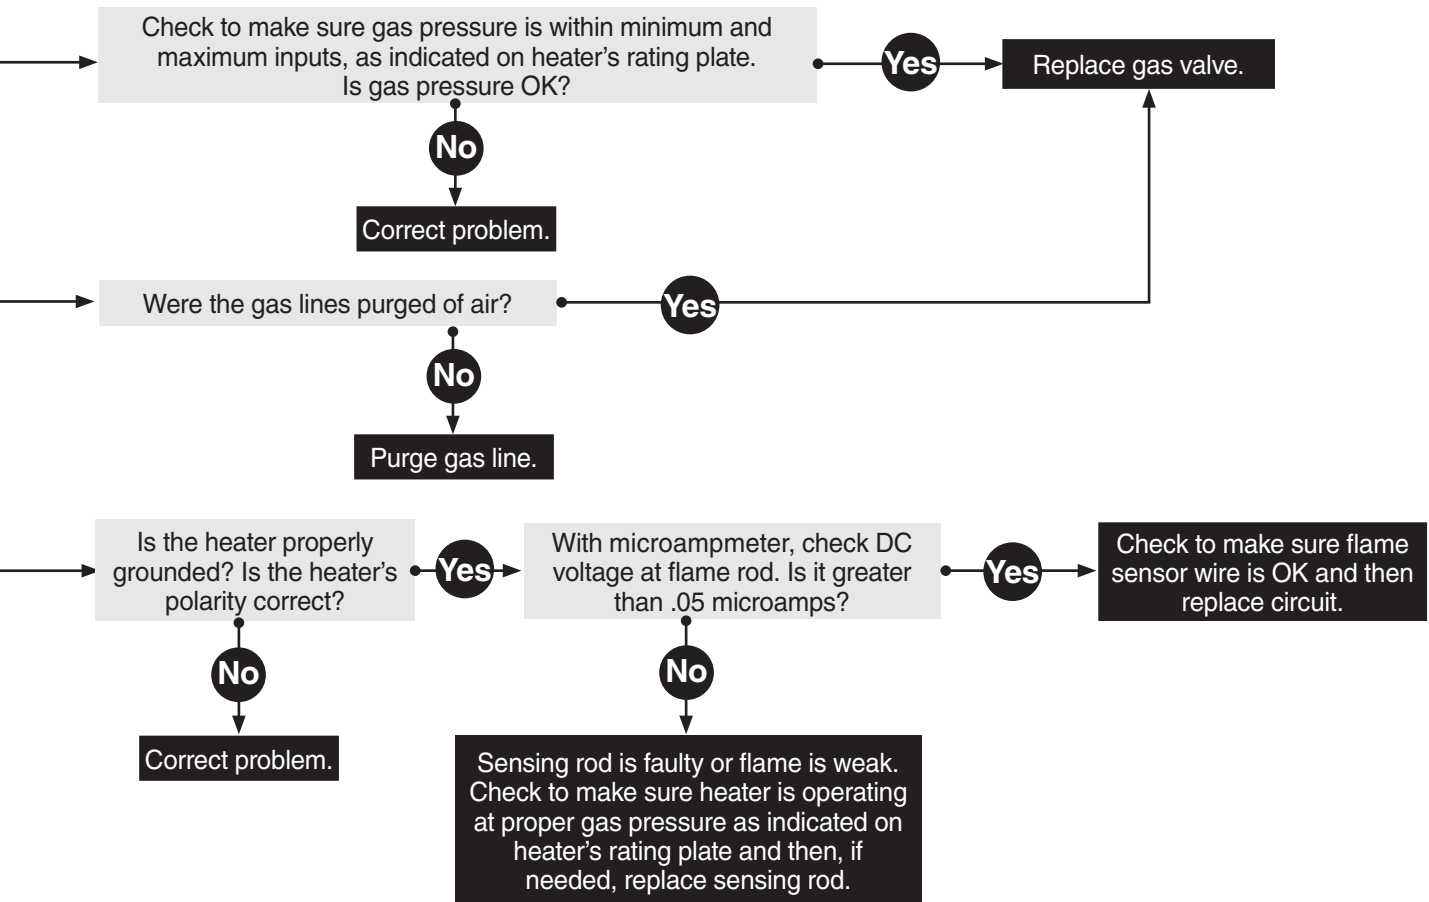 Check to make sure gas pressure is within minimum and
maximum inputs, as indicated on heater's rating plate.
Is gas pressure OK?
Yes
Replace gas valve.
No
Correct problem.
Were the gas lines purged of air?
Yes
No
Purge gas line.
Is the heater properly
grounded? Is the heater's
polarity correct?
Yes
With microampmeter, check DC
voltage at flame rod. Is it greater
than .05 microamps?
Yes
Check to make sure flame
sensor wire is OK and then
replace circuit.
No
Correct problem.
No
Sensing rod is faulty or flame is weak.
Check to make sure heater is operating
at proper gas pressure as indicated on
heater's rating plate and then, if
needed, replace sensing rod.